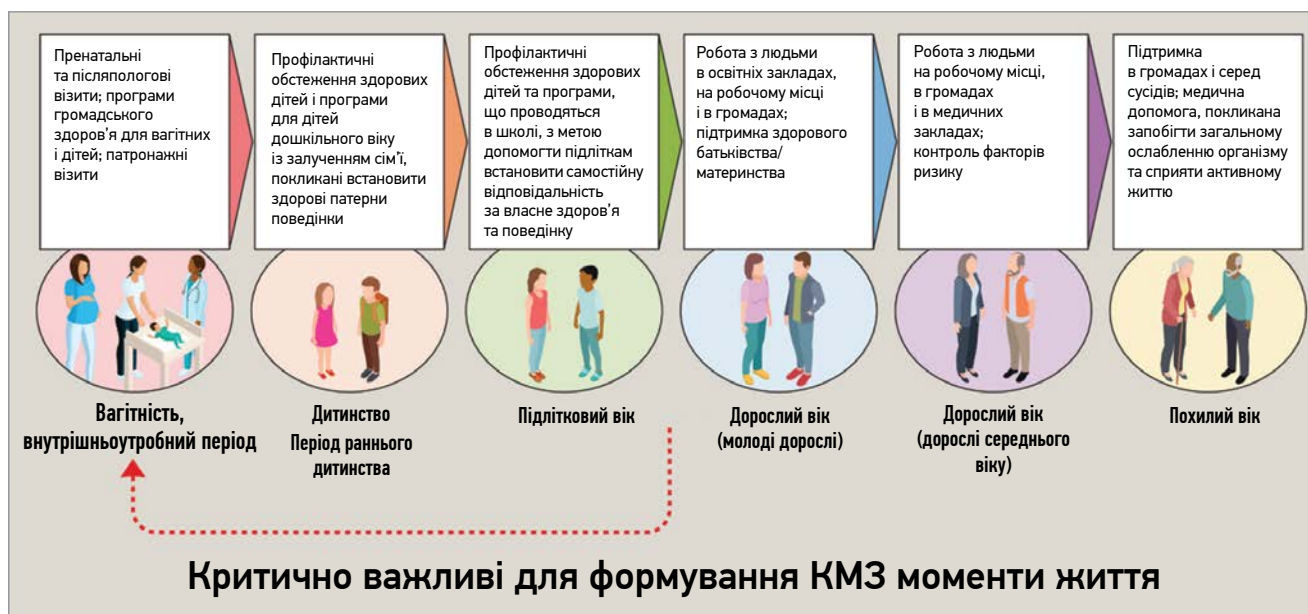 Пренатальні
та післяпологові
візити; програми
громадського
здоров'я для вагітних
і дітей; патронажні
візити
Профілактичні
обстеження здорових
дітей і програми
для дітей
дошкільного віку
із залученням сім'ї,
покликані встановити
здорові патерни
поведінки
Профілактичні
обстеження здорових
дітей та програми,
що проводяться
в школі, з метою
допомогти підліткам
встановити самостійну
відповідальність
за власне здоров'я
та поведінку
Робота з людьми
в освітніх закладах,
на робочому місці
і в громадах;
підтримка здорового
батьківства/
материнства
Робота з людьми
на робочому місці,
в громадах
і в медичних
закладах;
контроль факторів
ризику
Підтримка
в громадах і серед
сусідів; медична
допомога, покликана
запобігти загальному
ослабленню організму
та сприяти активному
життю
Вагітність,
внутрішньоутробний період
Дитинство
Період раннього
дитинства
Підлітковий вік
Дорослий вік
(молоді дорослі)
Дорослий вік
(дорослі середнього
віку)
Похилий вік
Критично важливі для формування КМЗ моменти життя